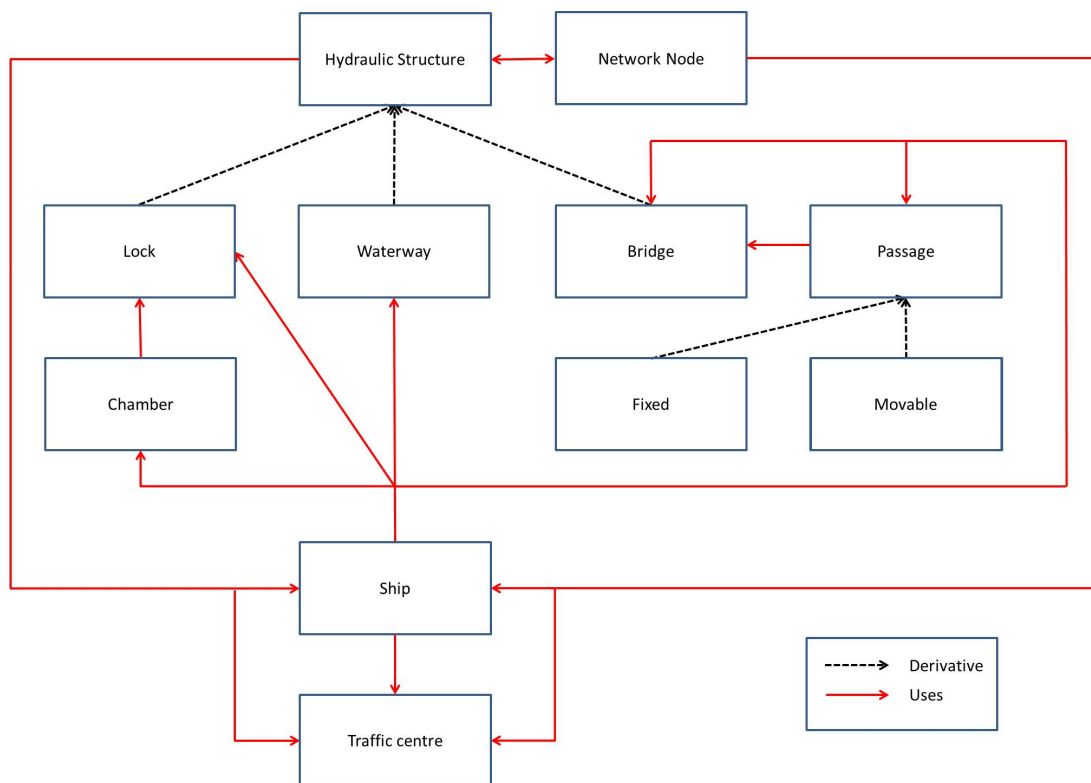 Hydraulic Structure
Network Node
Lock
Waterway
Bridge
Passage
Chamber
Fixed
Movable
Ship
Derivative
Uses
Traffic centre